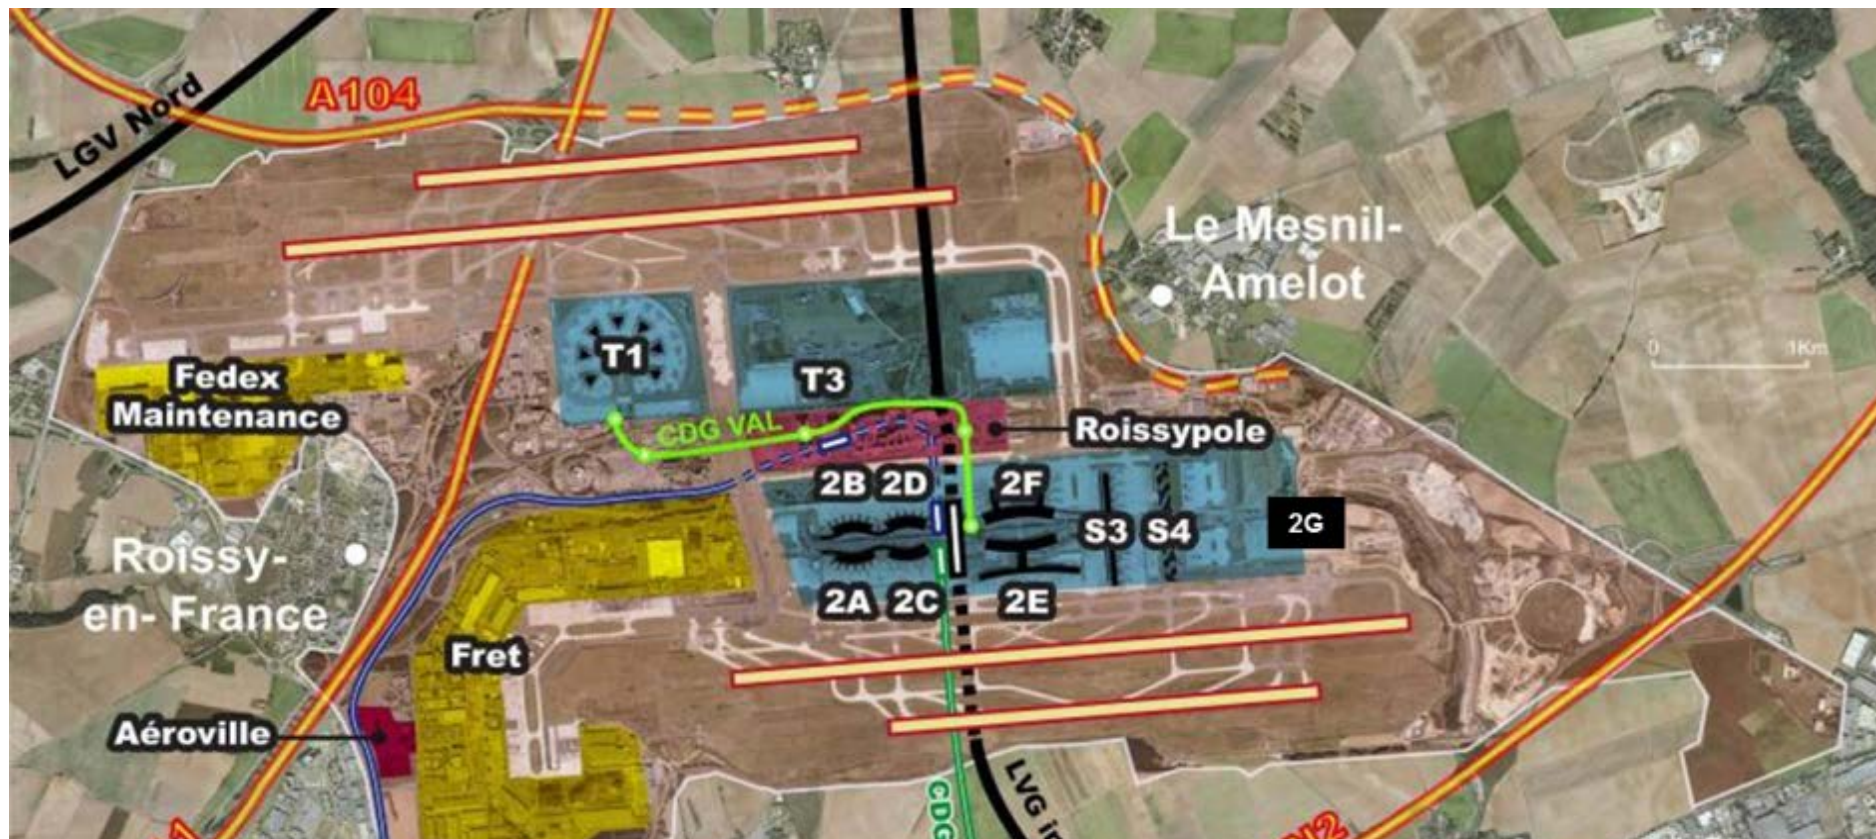 A104
LGV Nord
Le Mesnil-
Amelot
0 1Km
T1
T3
Fedex
Maintenance
CDG VAL
Roissypole
2B 2D 2F
S3 S4
2G
Roissy-
en- France
2A 2C 2E
Fret
Aéroville
CDG
LVG in